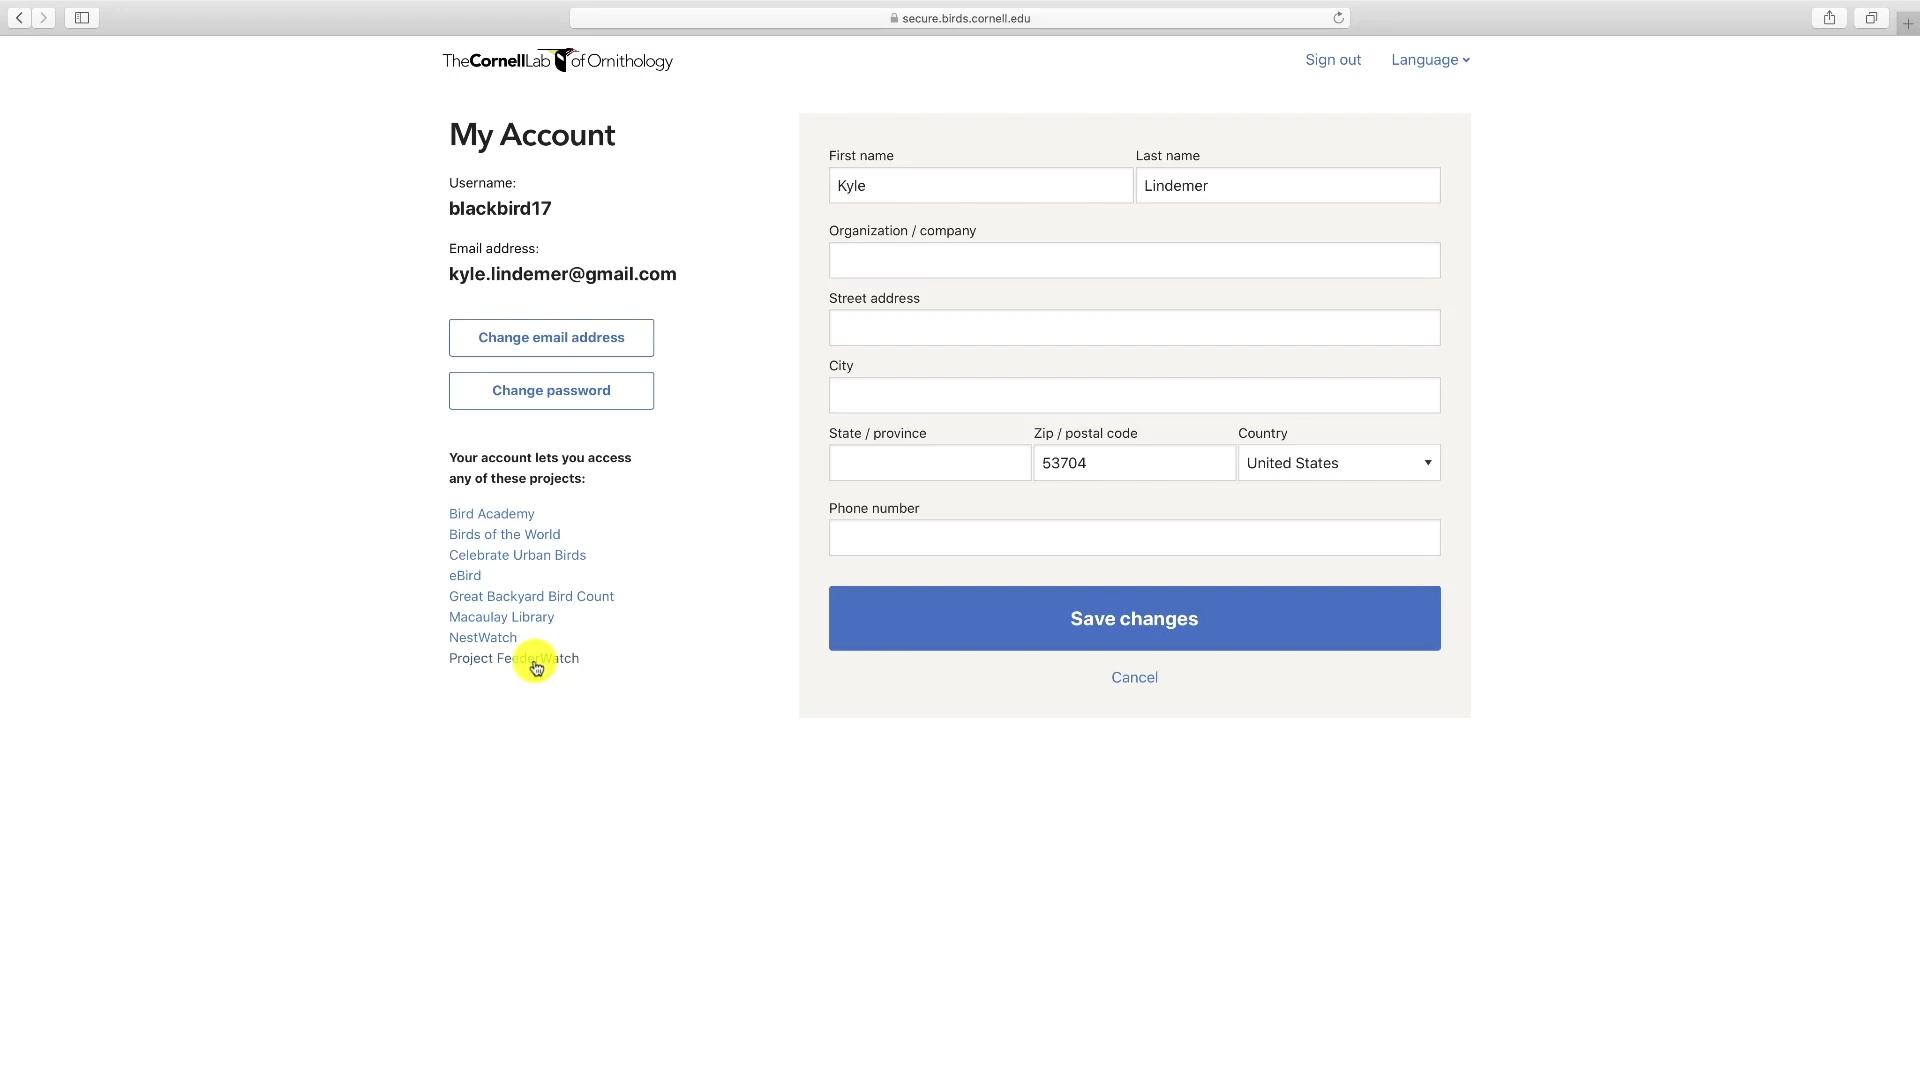 secure.birds.cornell.edu
TheCornellLab of Ornithology
Sign out
Language
My Account
Username:
blackbird17
Email address:
kyle.lindemer@gmail.com
Change email address
Change password
Your account lets you access
any of these projects:
Bird Academy
Birds of the World
Celebrate Urban Birds
eBird
Great Backyard Bird Count
Macaulay Library
NestWatch
Project FeederWatch
First name
Last name
Kyle
Lindemer
Organization / company
Street address
City
State / province
Zip / postal code
Country
53704
United States
Phone number
Save changes
Cancel